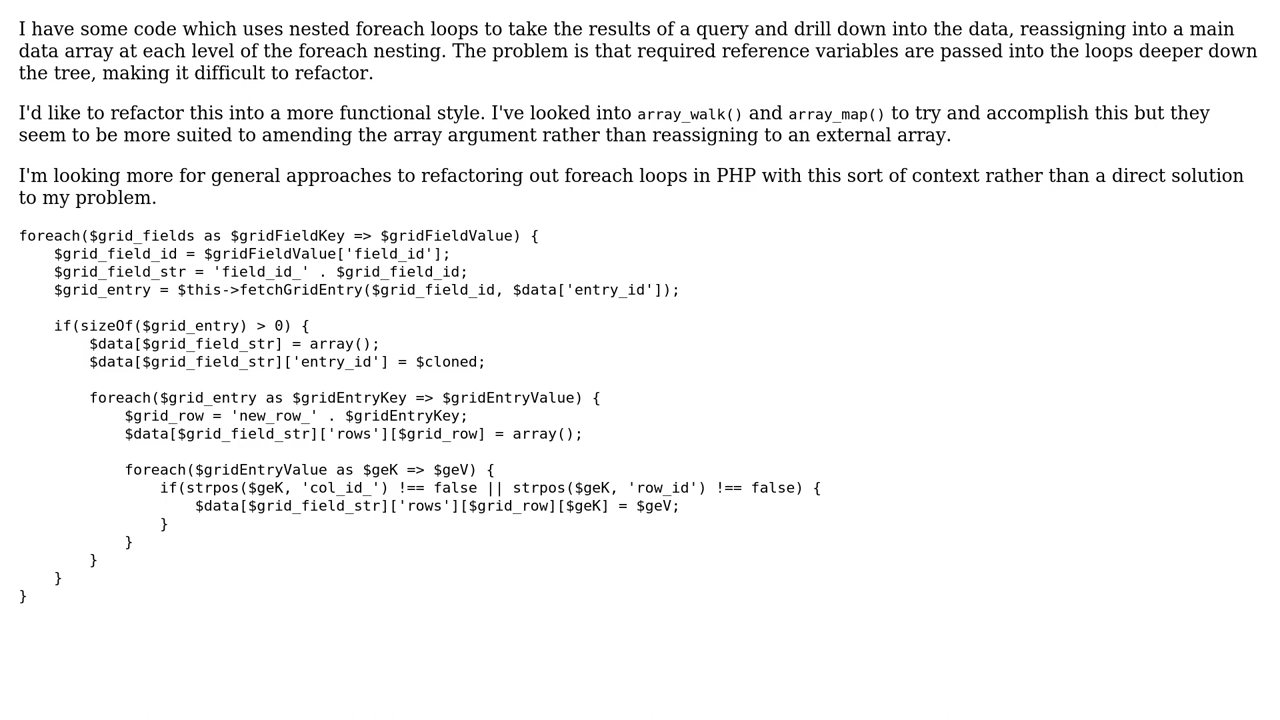 I have some code which uses nested foreach loops to take the results of a query and drill down into the data, reassigning into a main
data array at each level of the foreach nesting. The problem is that required reference variables are passed into the loops deeper down
the tree, making it difficult to refactor.
I'd like to refactor this into a more functional style. I've looked into array_walk() and array_map() to try and accomplish this but they
seem to be more suited to amending the array argument rather than reassigning to an external array.
I'm looking more for general approaches to refactoring out foreach loops in PHP with this sort of context rather than a direct solution
to my problem.
foreach($grid_fields as $gridFieldKey => $gridFieldValue) {
    $grid_field_id = $gridFieldValue['field_id'];
    $grid_field_str = 'field_id_' . $grid_field_id;
    $grid_entry = $this->fetchGridEntry($grid_field_id, $data['entry_id']);
    if(sizeOf($grid_entry) > 0) {
        $data[$grid_field_str] = array();
        $data[$grid_field_str]['entry_id'] = $cloned;
        foreach($grid_entry as $gridEntryKey => $gridEntryValue) {
            $grid_row = 'new_row_' . $gridEntryKey;
            $data[$grid_field_str]['rows'][$grid_row] = array();
            foreach($gridEntryValue as $geK => $geV) {
                if(strpos($geK, 'col_id_') !== false || strpos($geK, 'row_id') !== false) {
                    $data[$grid_field_str]['rows'][$grid_row][$geK] = $geV;
                }
            }
        }
    }
}